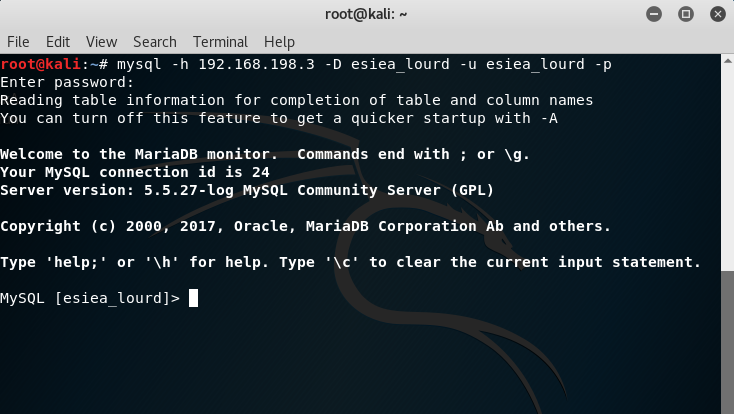 root@kali: ~
File Edit View Search Terminal Help
root@kali:~# mysql -h 192.168.198.3 -D esiea_lourd -u esiea_lourd -p
Enter password:
Reading table information for completion of table and column names
You can turn off this feature to get a quicker startup with -A
Welcome to the MariaDB monitor.  Commands end with ; or \g.
Your MySQL connection id is 24
Server version: 5.5.27-log MySQL Community Server (GPL)
Copyright (c) 2000, 2017, Oracle, MariaDB Corporation Ab and others.
Type 'help;' or '\h' for help. Type '\c' to clear the current input statement.
MySQL [esiea_lourd]>